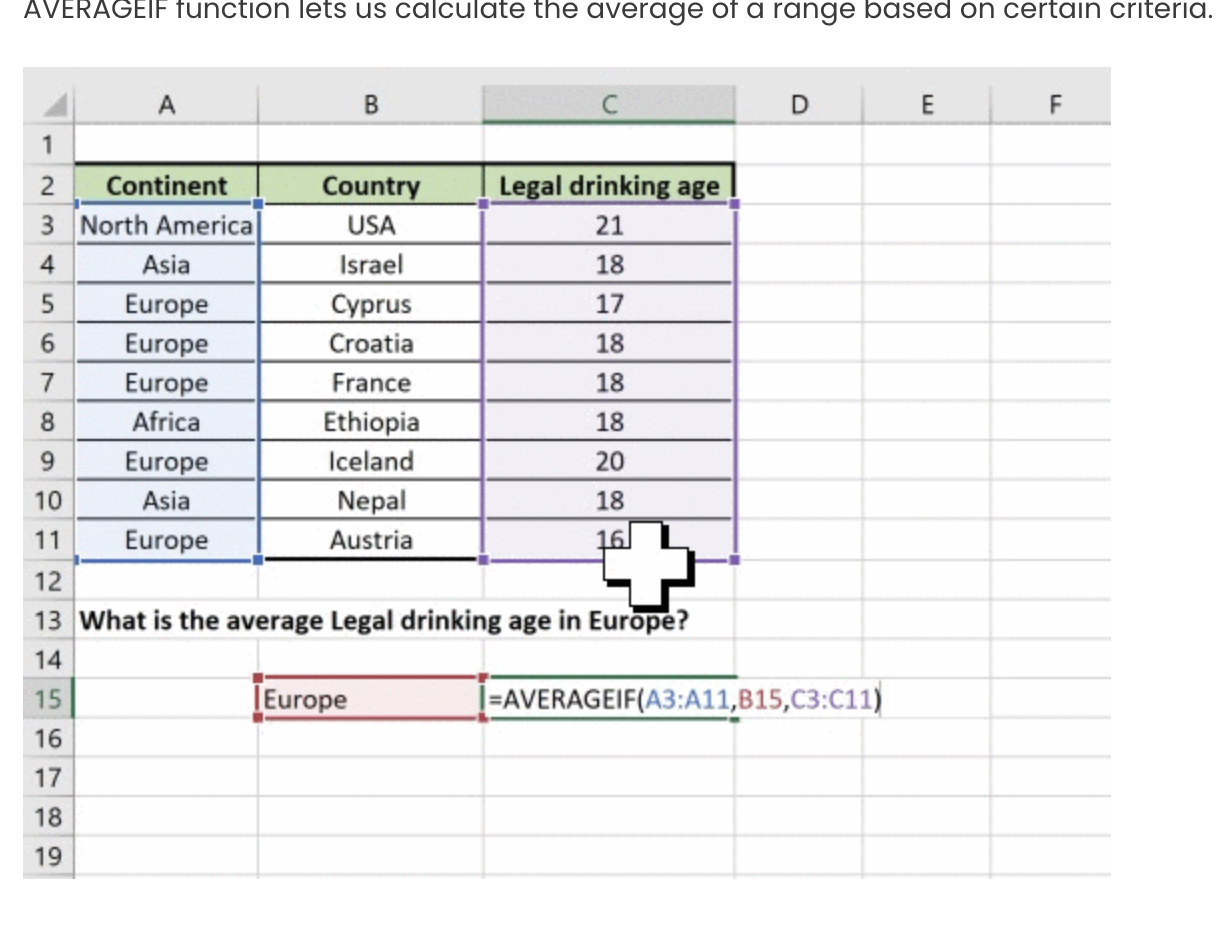 AVERAGEIF function lets us calculate the average of a range based on certain criteria.
A B C D E F
1
2 Continent Country Legal drinking age
3 North America USA 21
4 Asia Israel 18
5 Europe Cyprus 17
6 Europe Croatia 18
7 Europe France 18
8 Africa Ethiopia 18
9 Europe Iceland 20
10 Asia Nepal 18
11 Europe Austria 16
12
13 What is the average Legal drinking age in Europe?
14
15 Europe =AVERAGEIF(A3:A11,B15,C3:C11)
16
17
18
19